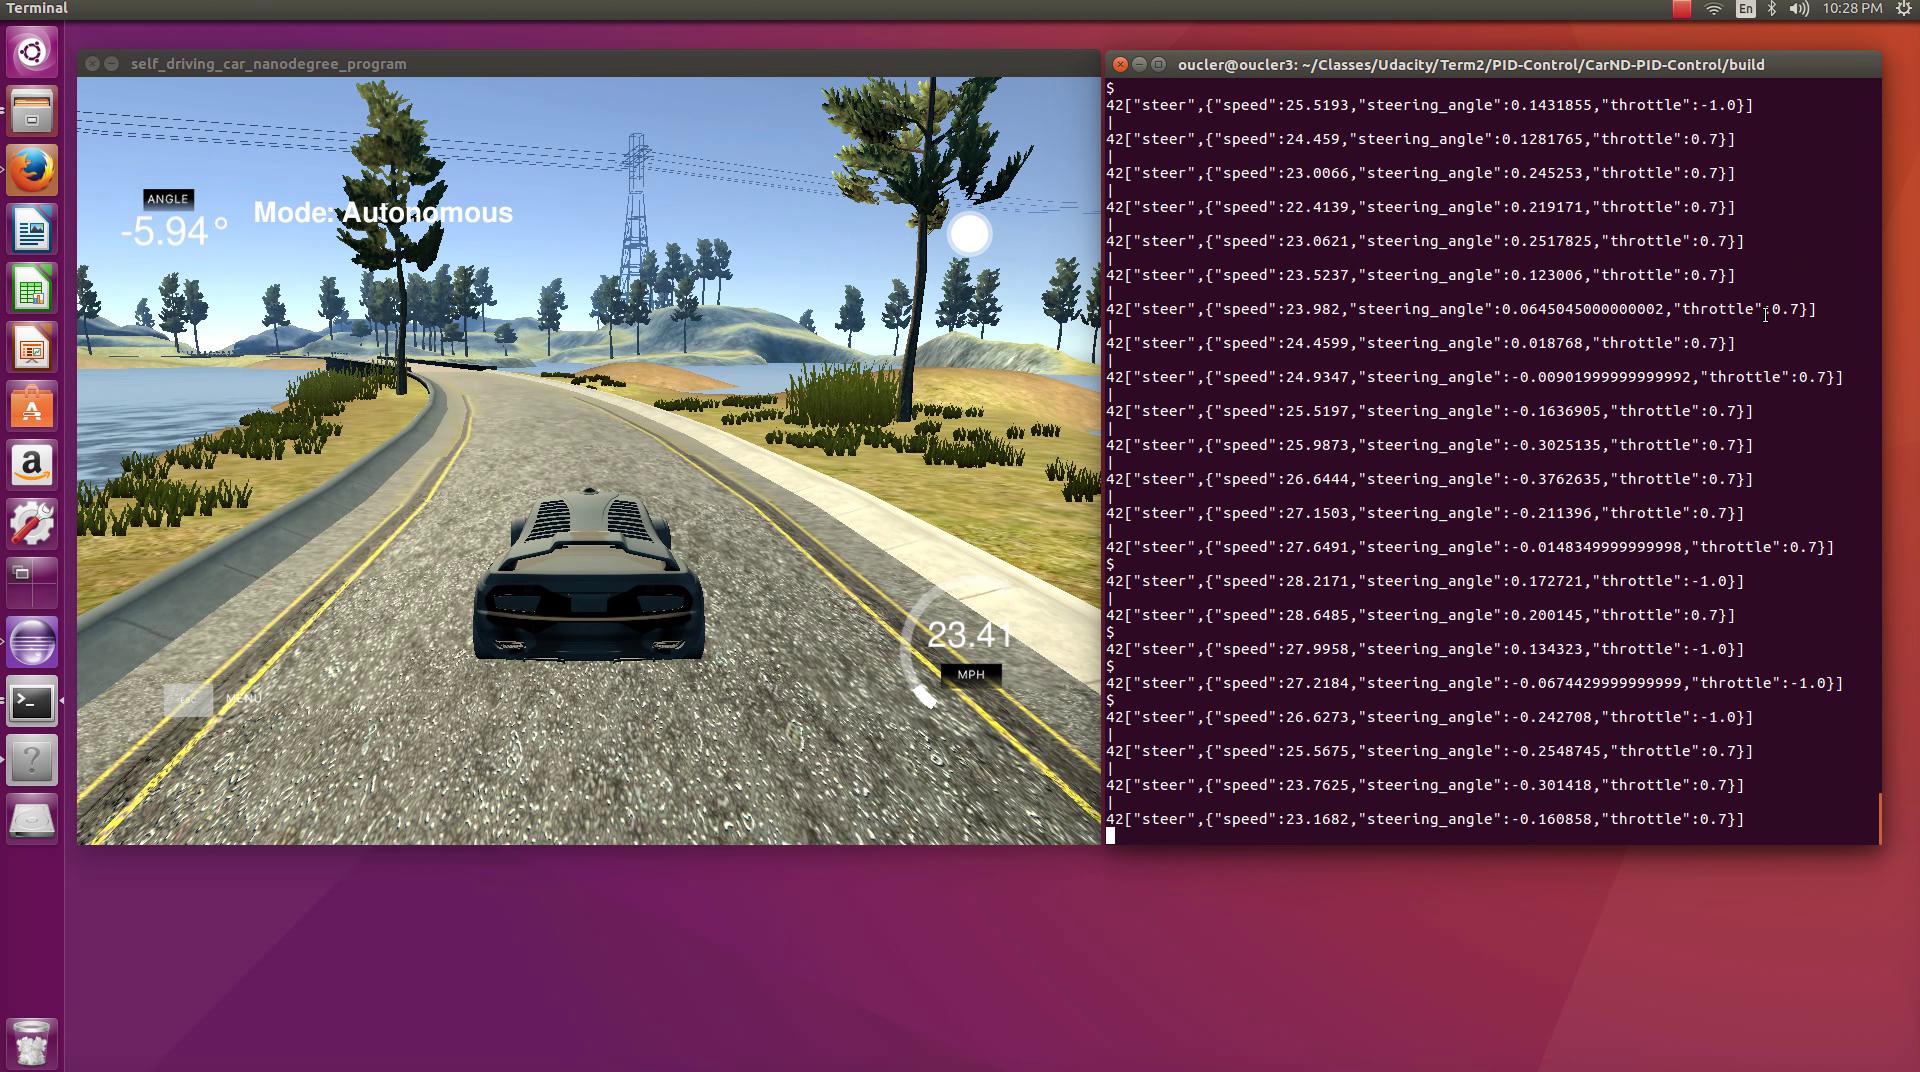 Terminal
En
10:28 PM
self_driving_car_nanodegree_program
ANGLE
-5.94°
Mode: Autonomous
23.41
MPH
ESC
MENU
oucler@oucler3: ~/Classes/Udacity/Term2/PID-Control/CarND-PID-Control/build
$
42["steer",{"speed":25.5193,"steering_angle":0.1431855,"throttle":-1.0}]
|
42["steer",{"speed":24.459,"steering_angle":0.1281765,"throttle":0.7}]
|
42["steer",{"speed":23.0066,"steering_angle":0.245253,"throttle":0.7}]
|
42["steer",{"speed":22.4139,"steering_angle":0.219171,"throttle":0.7}]
|
42["steer",{"speed":23.0621,"steering_angle":0.2517825,"throttle":0.7}]
|
42["steer",{"speed":23.5237,"steering_angle":0.123006,"throttle":0.7}]
|
42["steer",{"speed":23.982,"steering_angle":0.0645045000000002,"throttle":0.7}]
|
42["steer",{"speed":24.4599,"steering_angle":0.018768,"throttle":0.7}]
|
42["steer",{"speed":24.9347,"steering_angle":-0.00901999999999992,"throttle":0.7}]
|
42["steer",{"speed":25.5197,"steering_angle":-0.1636905,"throttle":0.7}]
|
42["steer",{"speed":25.9873,"steering_angle":-0.3025135,"throttle":0.7}]
|
42["steer",{"speed":26.6444,"steering_angle":-0.3762635,"throttle":0.7}]
|
42["steer",{"speed":27.1503,"steering_angle":-0.211396,"throttle":0.7}]
|
42["steer",{"speed":27.6491,"steering_angle":-0.0148349999999998,"throttle":0.7}]
$
42["steer",{"speed":28.2171,"steering_angle":0.172721,"throttle":-1.0}]
|
42["steer",{"speed":28.6485,"steering_angle":0.200145,"throttle":0.7}]
$
42["steer",{"speed":27.9958,"steering_angle":0.134323,"throttle":-1.0}]
$
42["steer",{"speed":27.2184,"steering_angle":-0.0674429999999999,"throttle":-1.0}]
$
42["steer",{"speed":26.6273,"steering_angle":-0.242708,"throttle":-1.0}]
|
42["steer",{"speed":25.5675,"steering_angle":-0.2548745,"throttle":0.7}]
|
42["steer",{"speed":23.7625,"steering_angle":-0.301418,"throttle":0.7}]
|
42["steer",{"speed":23.1682,"steering_angle":-0.160858,"throttle":0.7}]